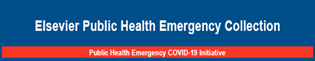 Elsevier Public Health Emergency Collection
Public Health Emergency COVID-19 Initiative